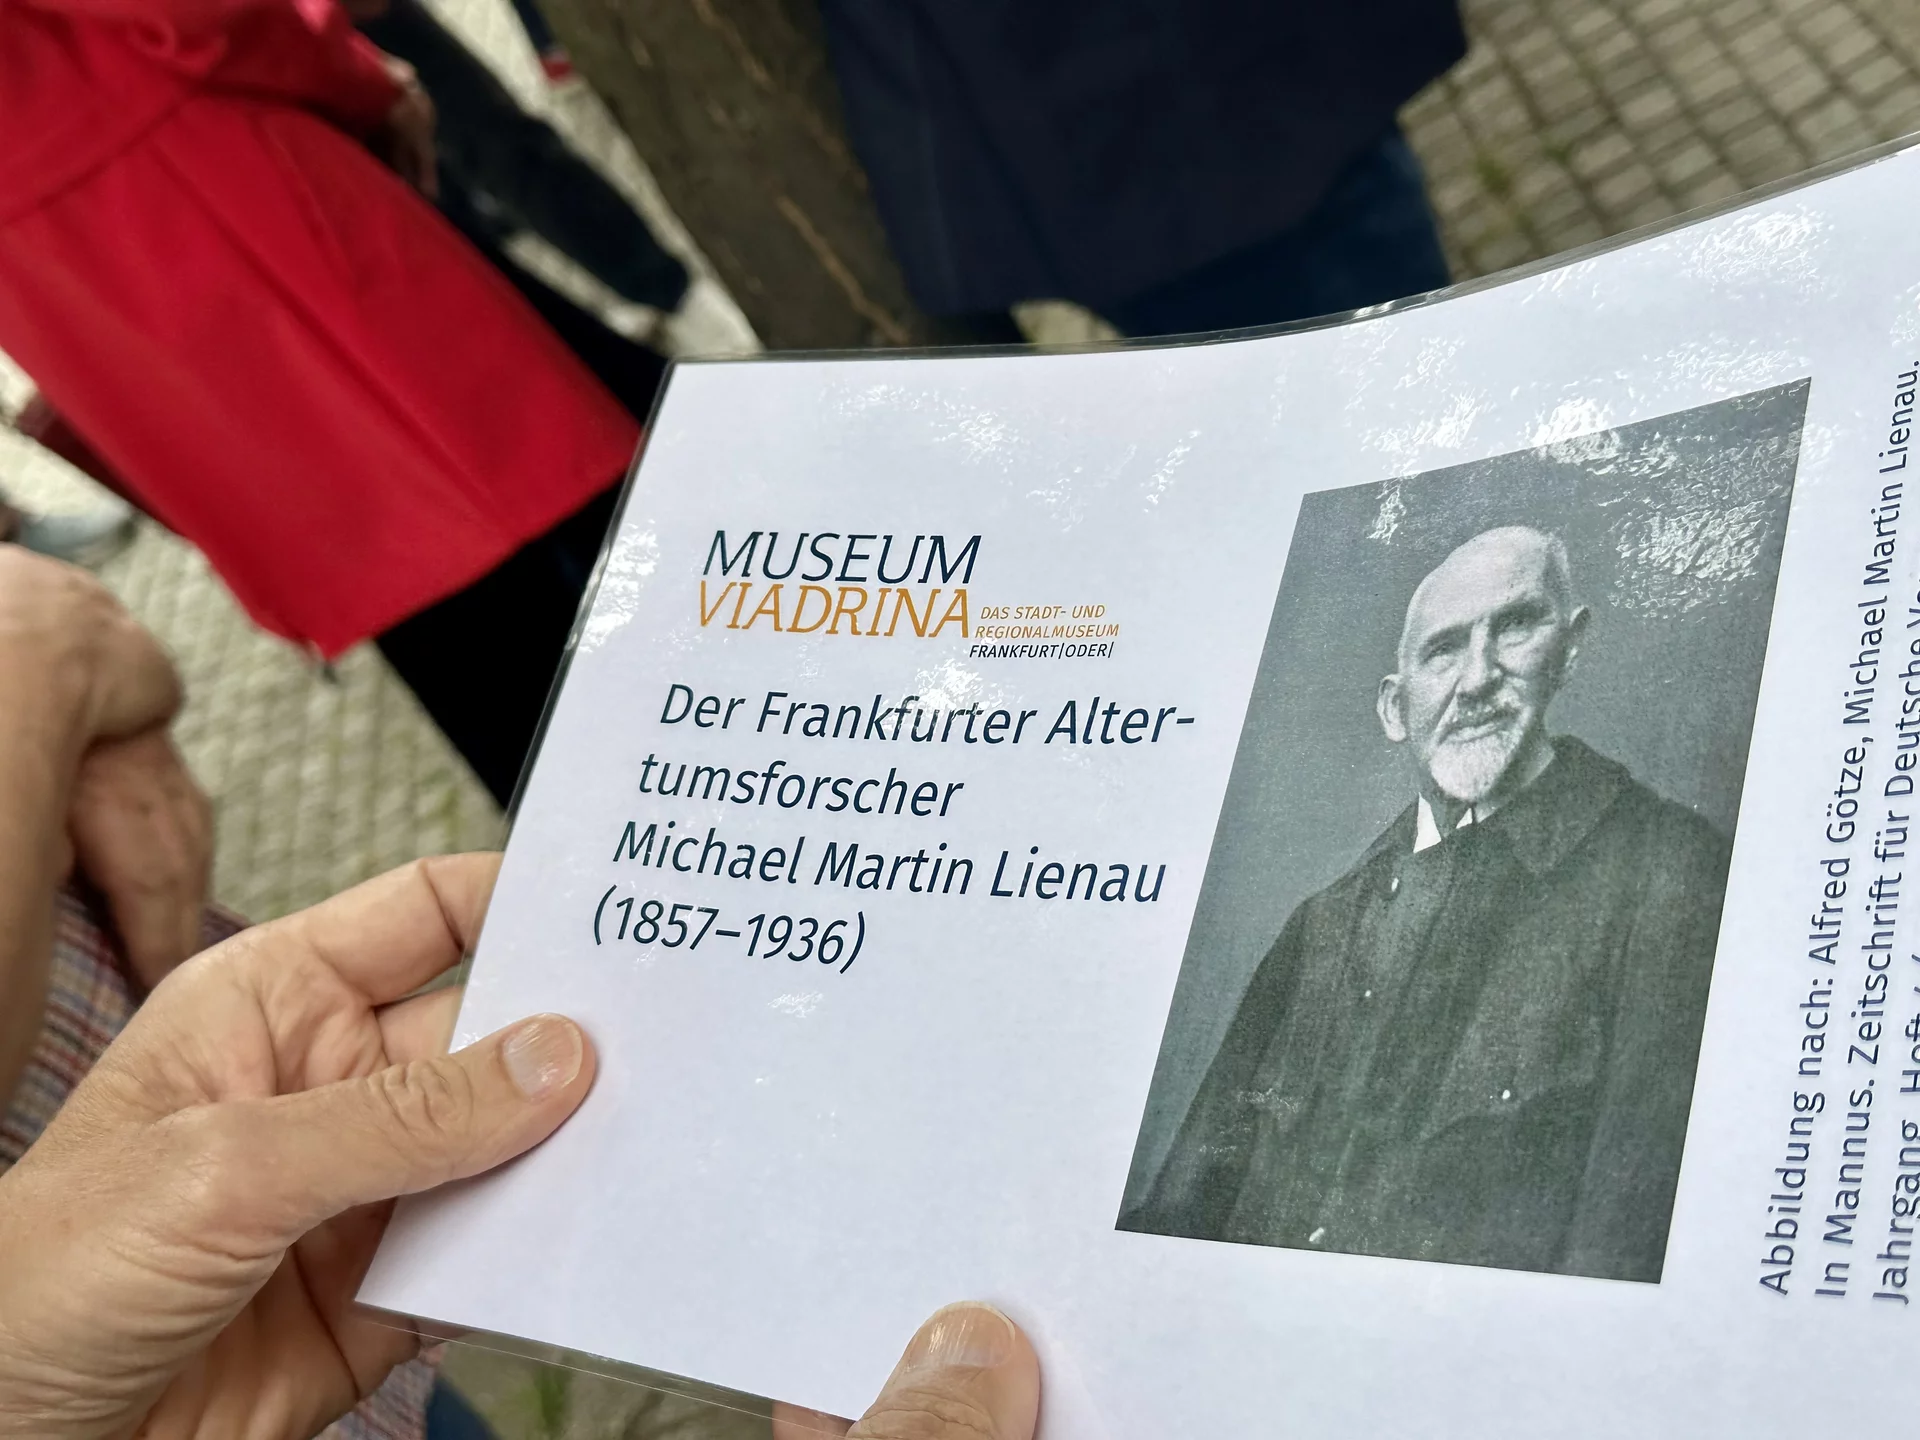 MUSEUM
VIADRINA
DAS STADT- UND
REGIONALMUSEUM
FRANKFURT|ODER|
Der Frankfurter Alter-
tumsforscher
Michael Martin Lienau
(1857–1936)
Abbildung nach: Alfred Götze, Michael Martin Lienau.
In Mannus. Zeitschrift für Deutsche
Jahrgang, Heft